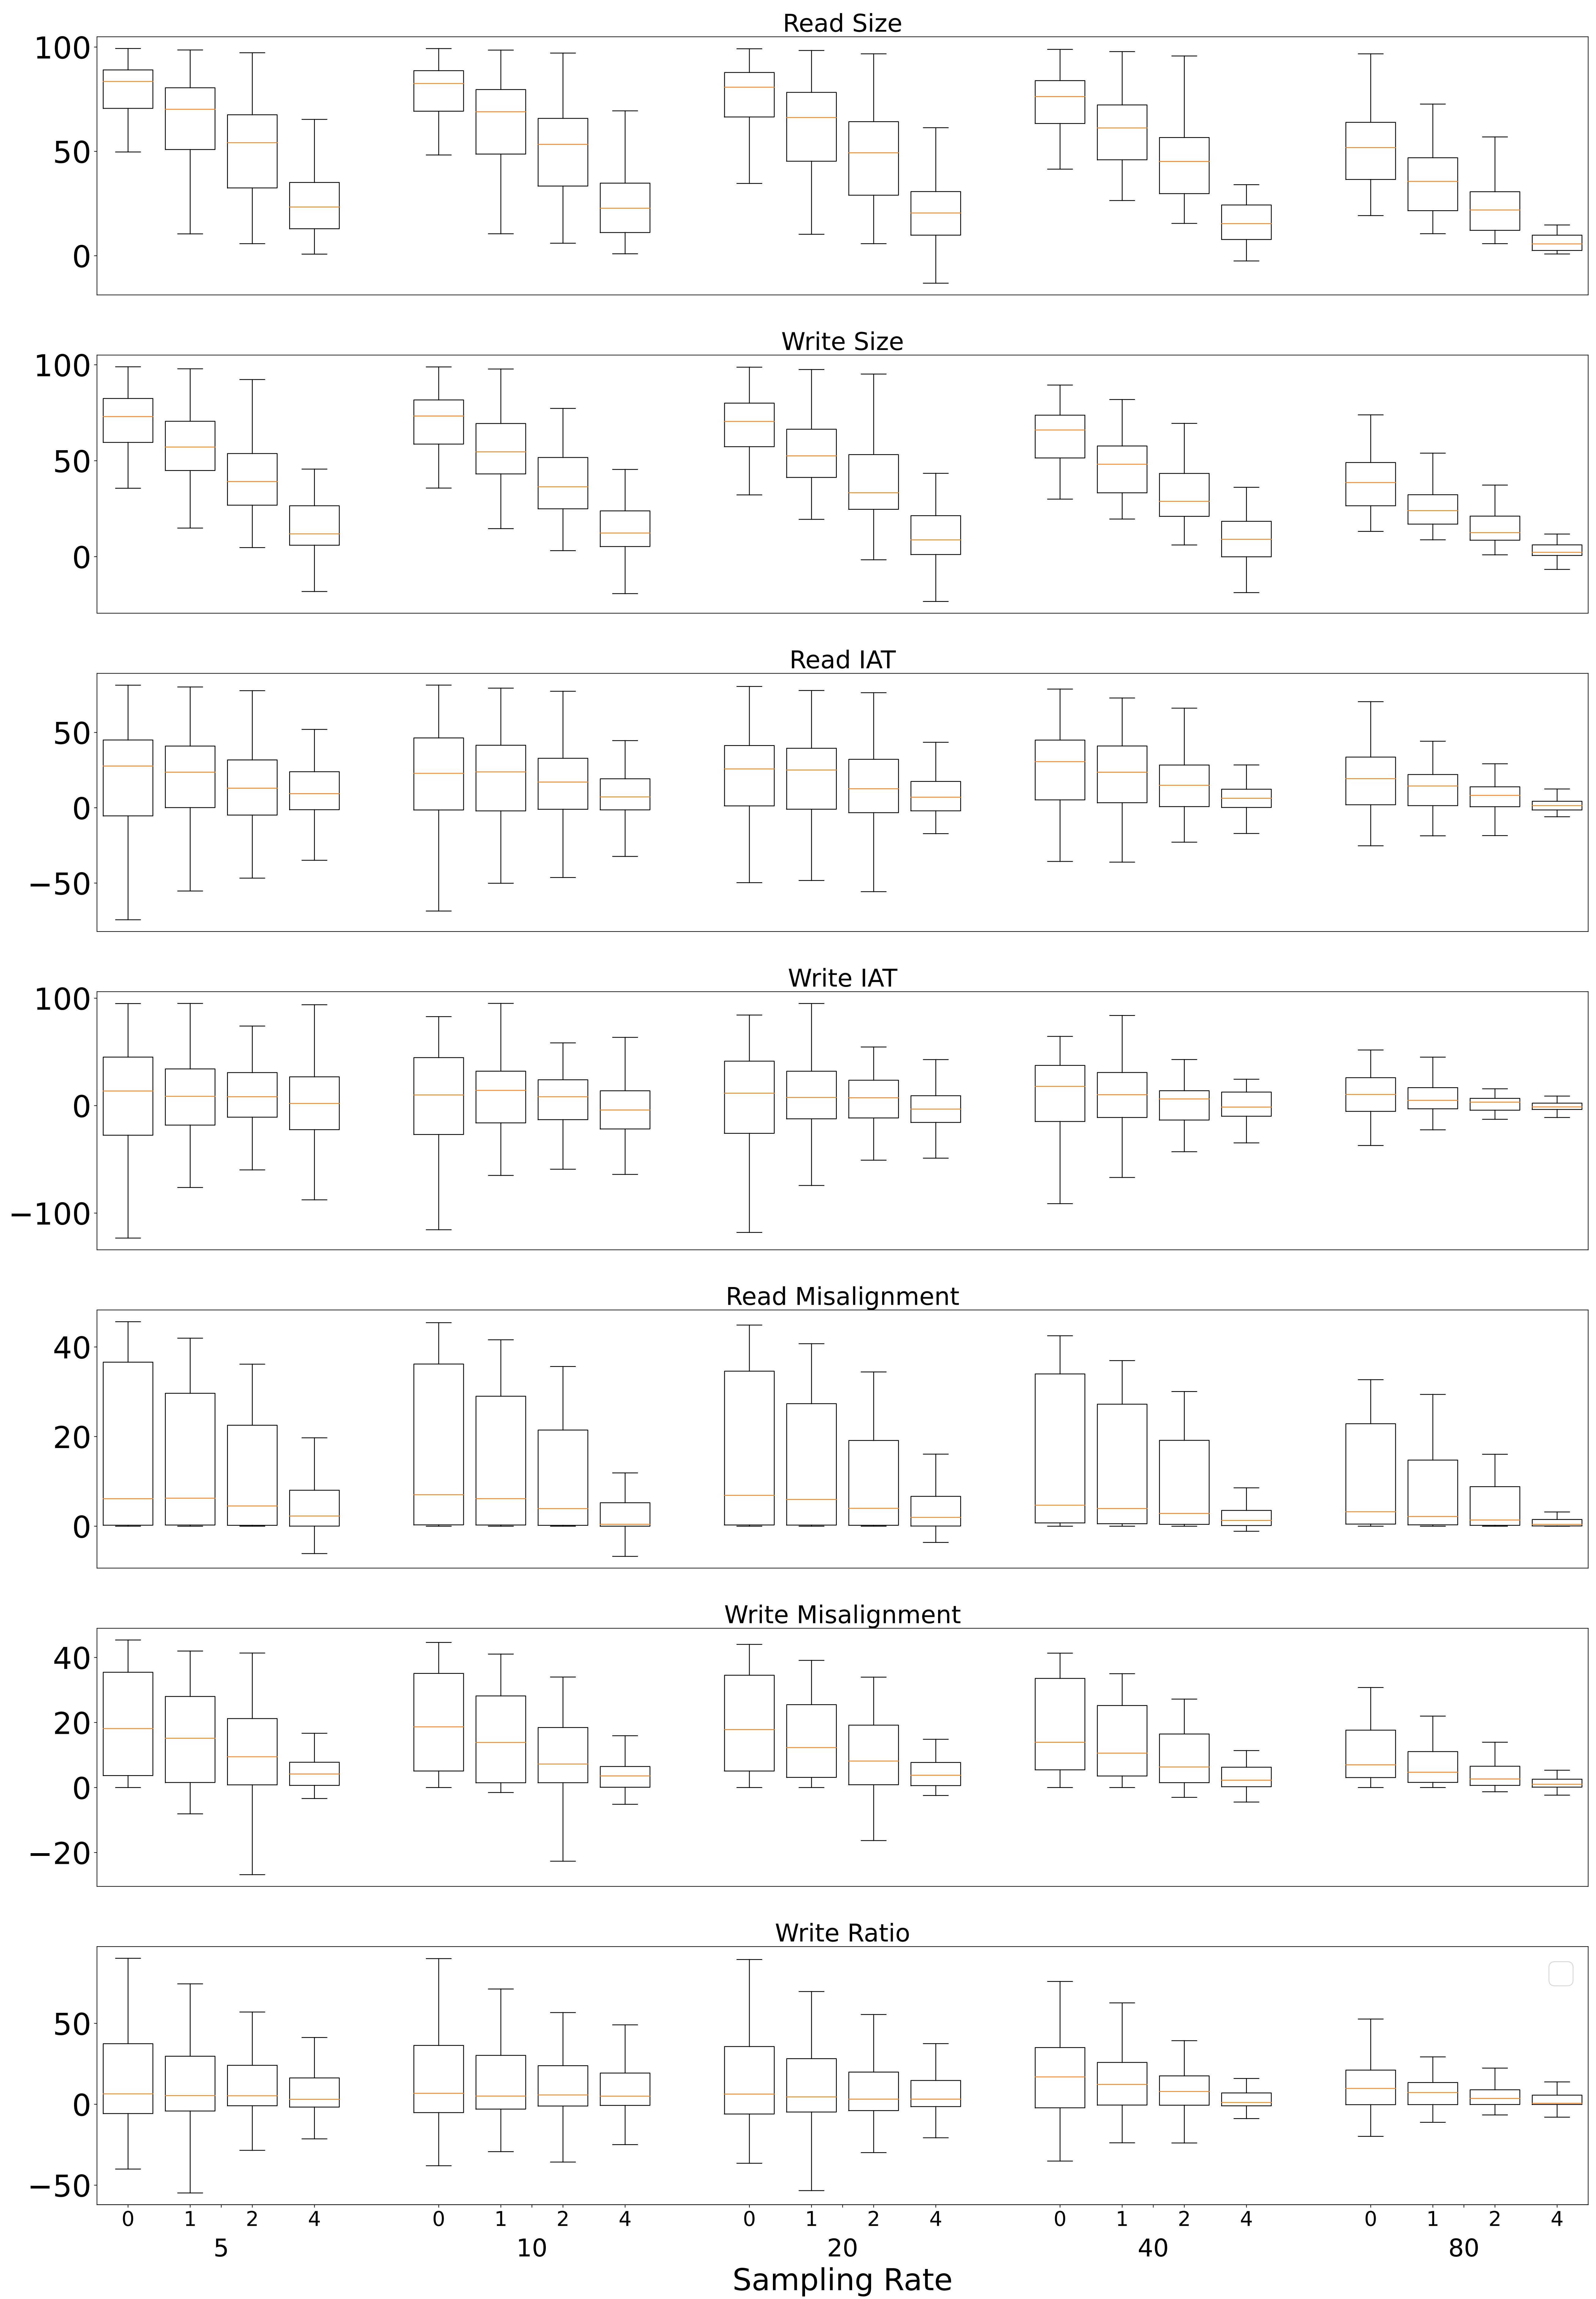 Read Size
100
50
0
Write Size
100
50
0
Read IAT
50
0
−50
Write IAT
100
0
−100
Read Misalignment
40
20
0
Write Misalignment
40
20
0
−20
Write Ratio
50
0
−50
0 1 2 4 0 1 2 4 0 1 2 4 0 1 2 4 0 1 2 4
5 10 20 40 80
Sampling Rate